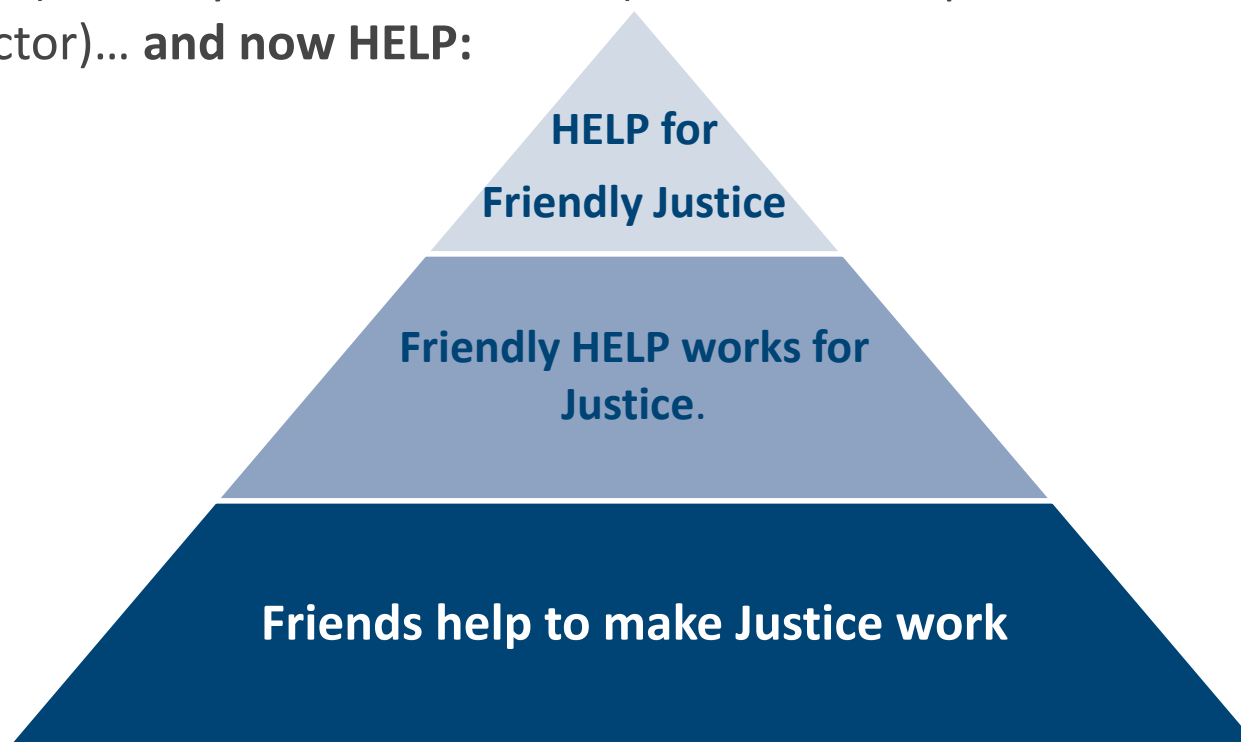 ctor)… and now HELP:
HELP for
Friendly Justice
Friendly HELP works for
Justice.
Friends help to make Justice work